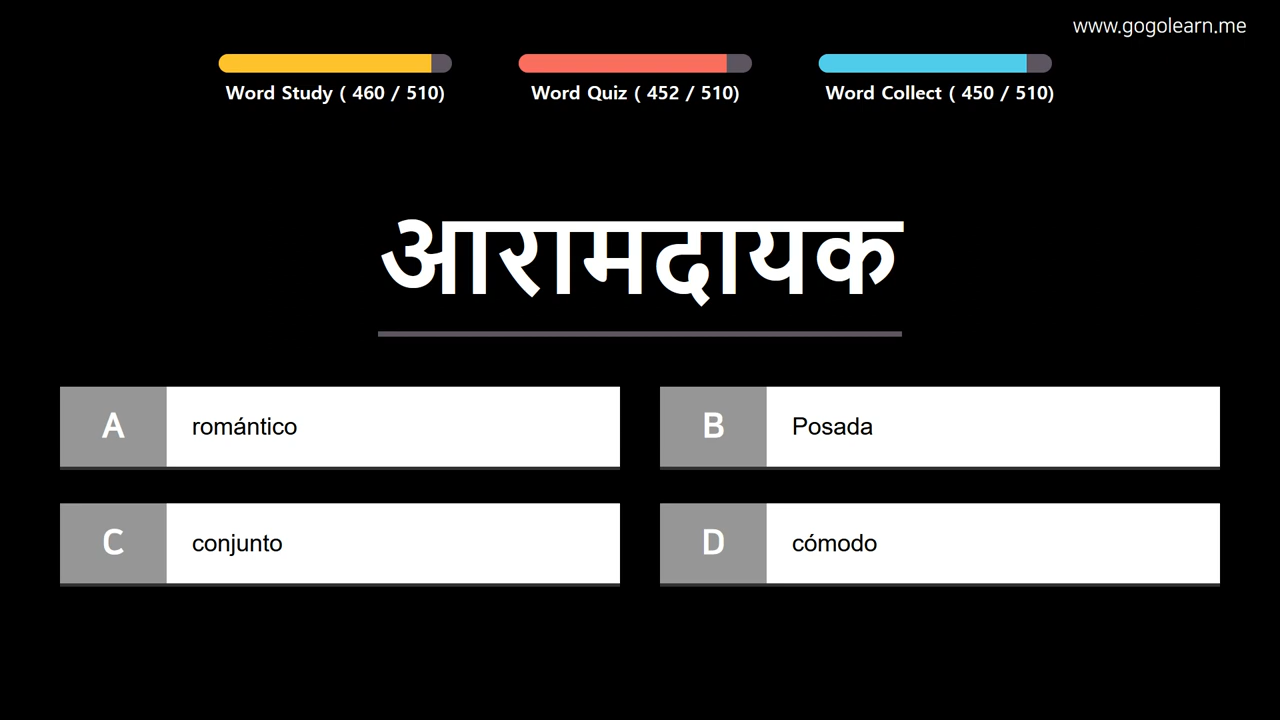 www.gogolearn.me
Word Study ( 460 / 510)
Word Quiz ( 452 / 510)
Word Collect ( 450 / 510)
आरामदायक
A romántico
B Posada
C conjunto
D cómodo